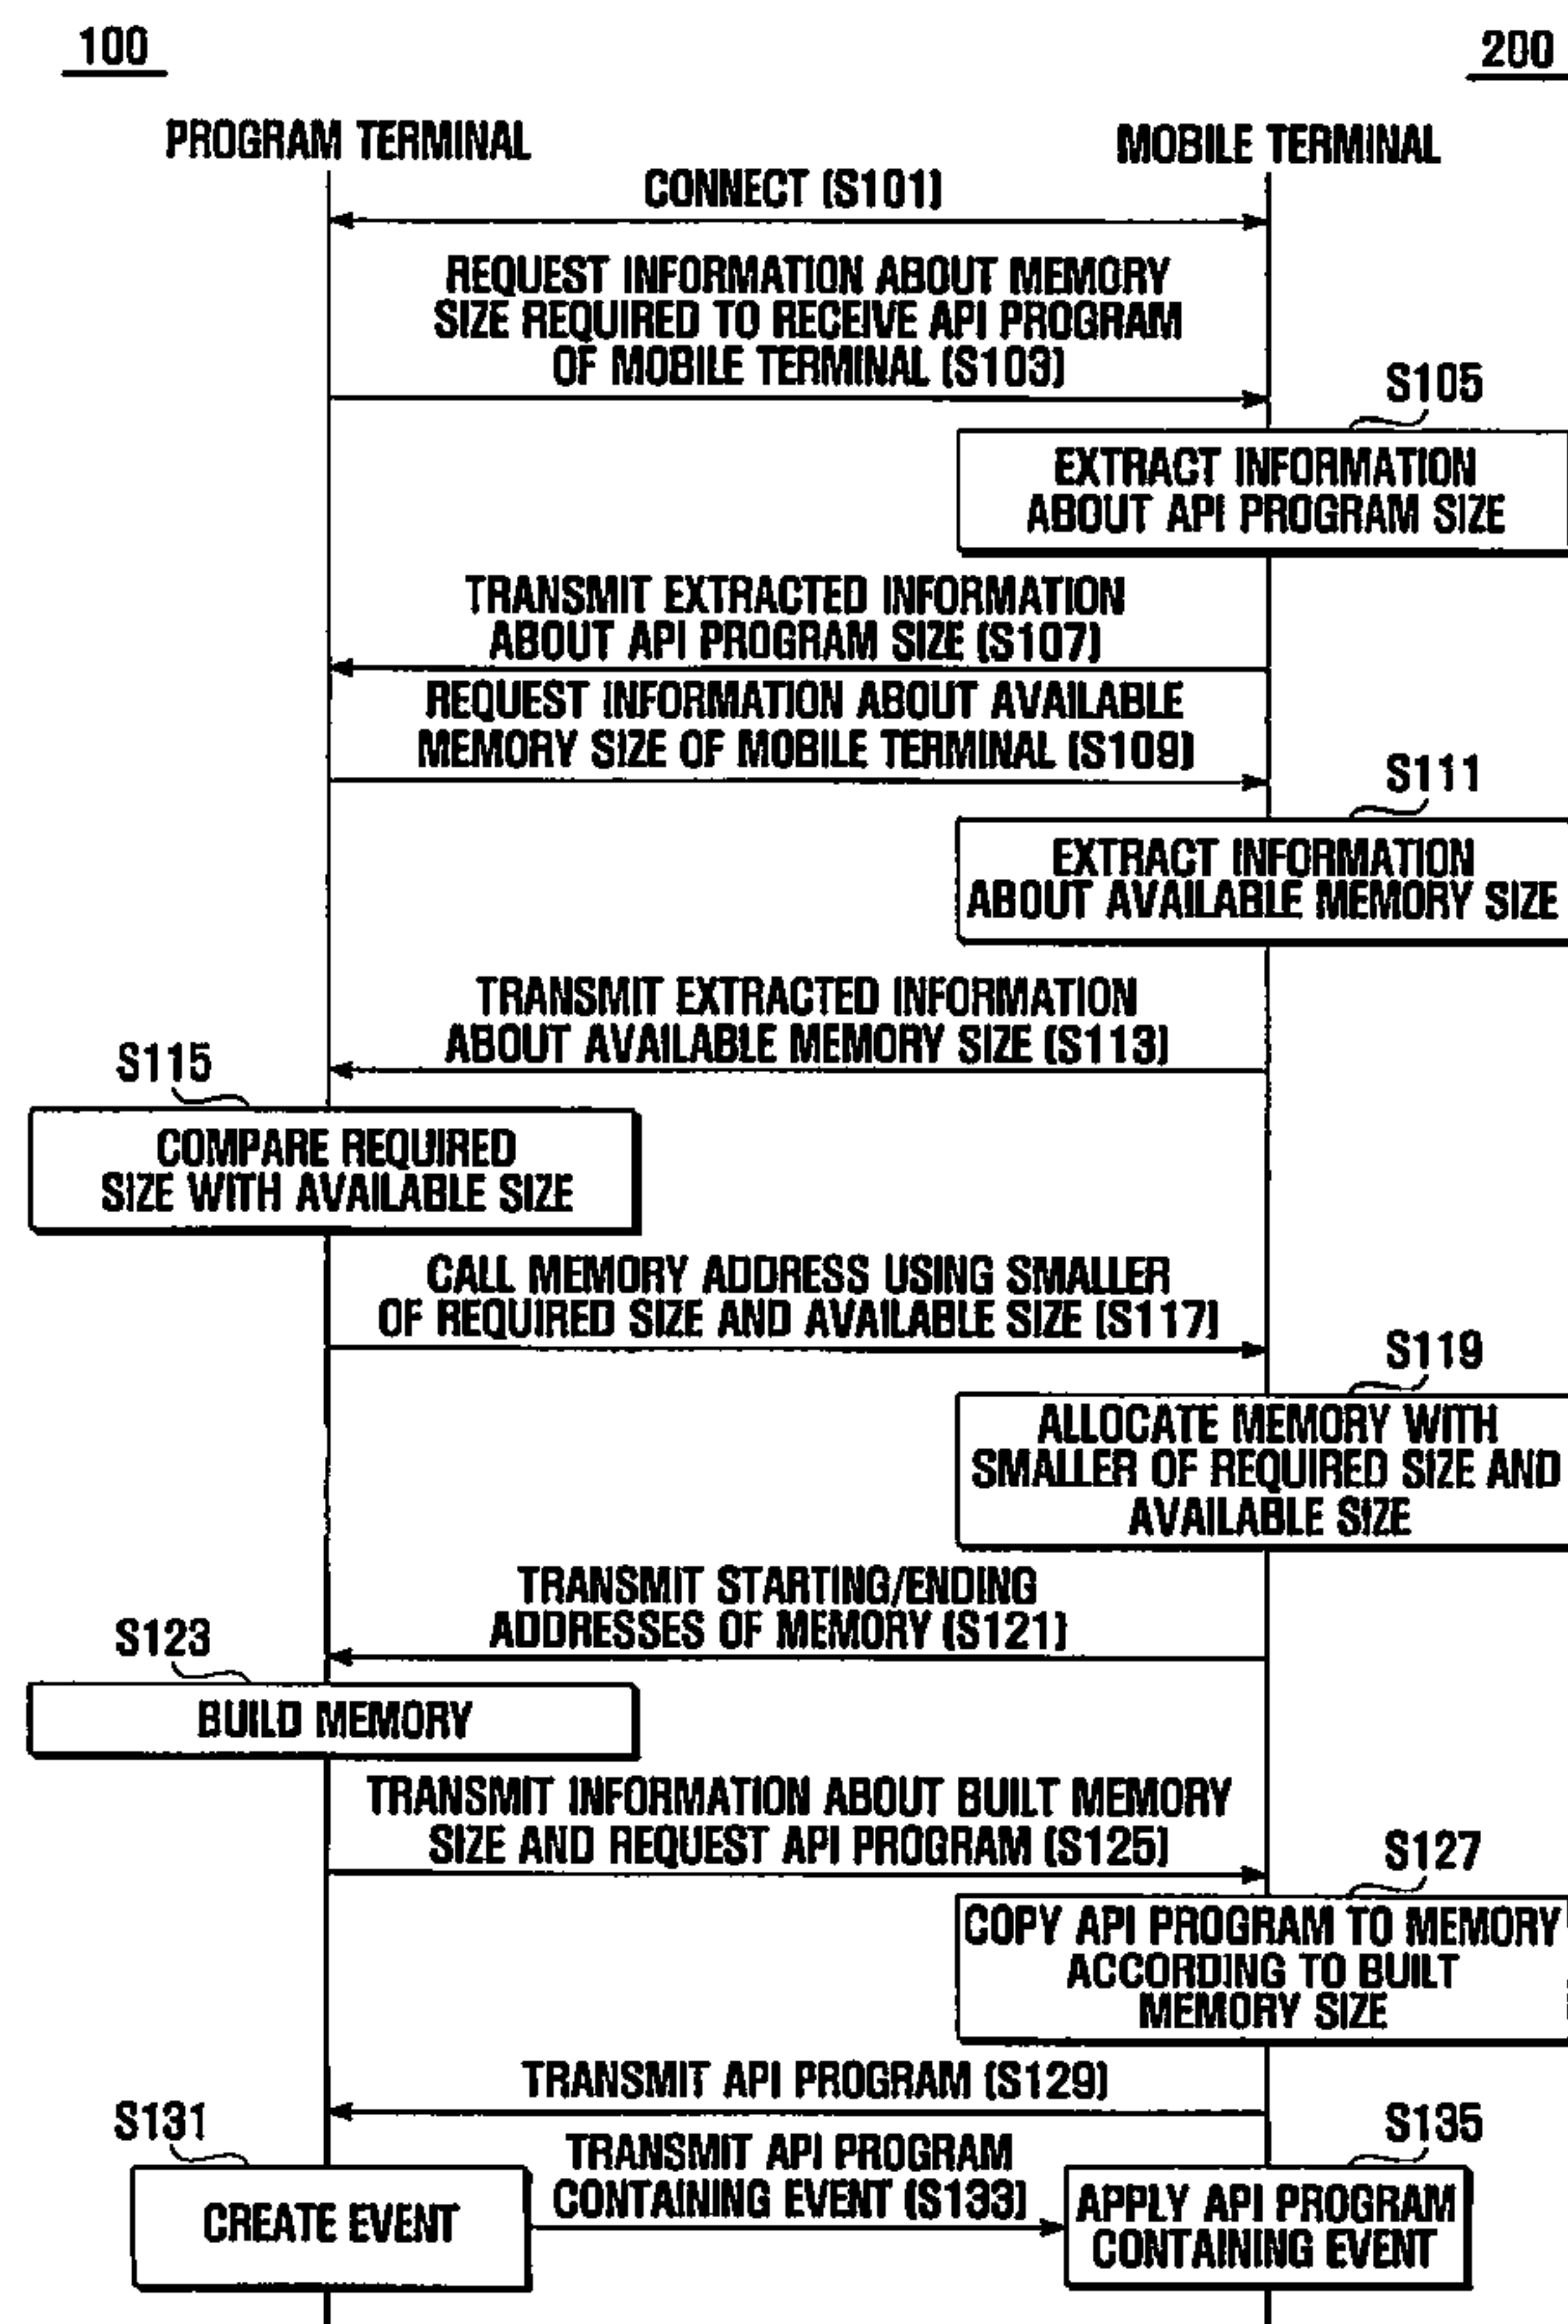 100
200
PROGRAM TERMINAL
MOBILE TERMINAL
CONNECT (S101)
REQUEST INFORMATION ABOUT MEMORY
SIZE REQUIRED TO RECEIVE API PROGRAM
OF MOBILE TERMINAL (S103)
S105
EXTRACT INFORMATION
ABOUT API PROGRAM SIZE
TRANSMIT EXTRACTED INFORMATION
ABOUT API PROGRAM SIZE (S107)
REQUEST INFORMATION ABOUT AVAILABLE
MEMORY SIZE OF MOBILE TERMINAL (S109)
S111
EXTRACT INFORMATION
ABOUT AVAILABLE MEMORY SIZE
TRANSMIT EXTRACTED INFORMATION
ABOUT AVAILABLE MEMORY SIZE (S113)
S115
COMPARE REQUIRED
SIZE WITH AVAILABLE SIZE
CALL MEMORY ADDRESS USING SMALLER
OF REQUIRED SIZE AND AVAILABLE SIZE (S117)
S119
ALLOCATE MEMORY WITH
SMALLER OF REQUIRED SIZE AND
AVAILABLE SIZE
TRANSMIT STARTING/ENDING
ADDRESSES OF MEMORY (S121)
S123
BUILD MEMORY
TRANSMIT INFORMATION ABOUT BUILT MEMORY
SIZE AND REQUEST API PROGRAM (S125)
S127
COPY API PROGRAM TO MEMORY
ACCORDING TO BUILT
MEMORY SIZE
TRANSMIT API PROGRAM (S129)
S131
CREATE EVENT
TRANSMIT API PROGRAM
CONTAINING EVENT (S133)
S135
APPLY API PROGRAM
CONTAINING EVENT